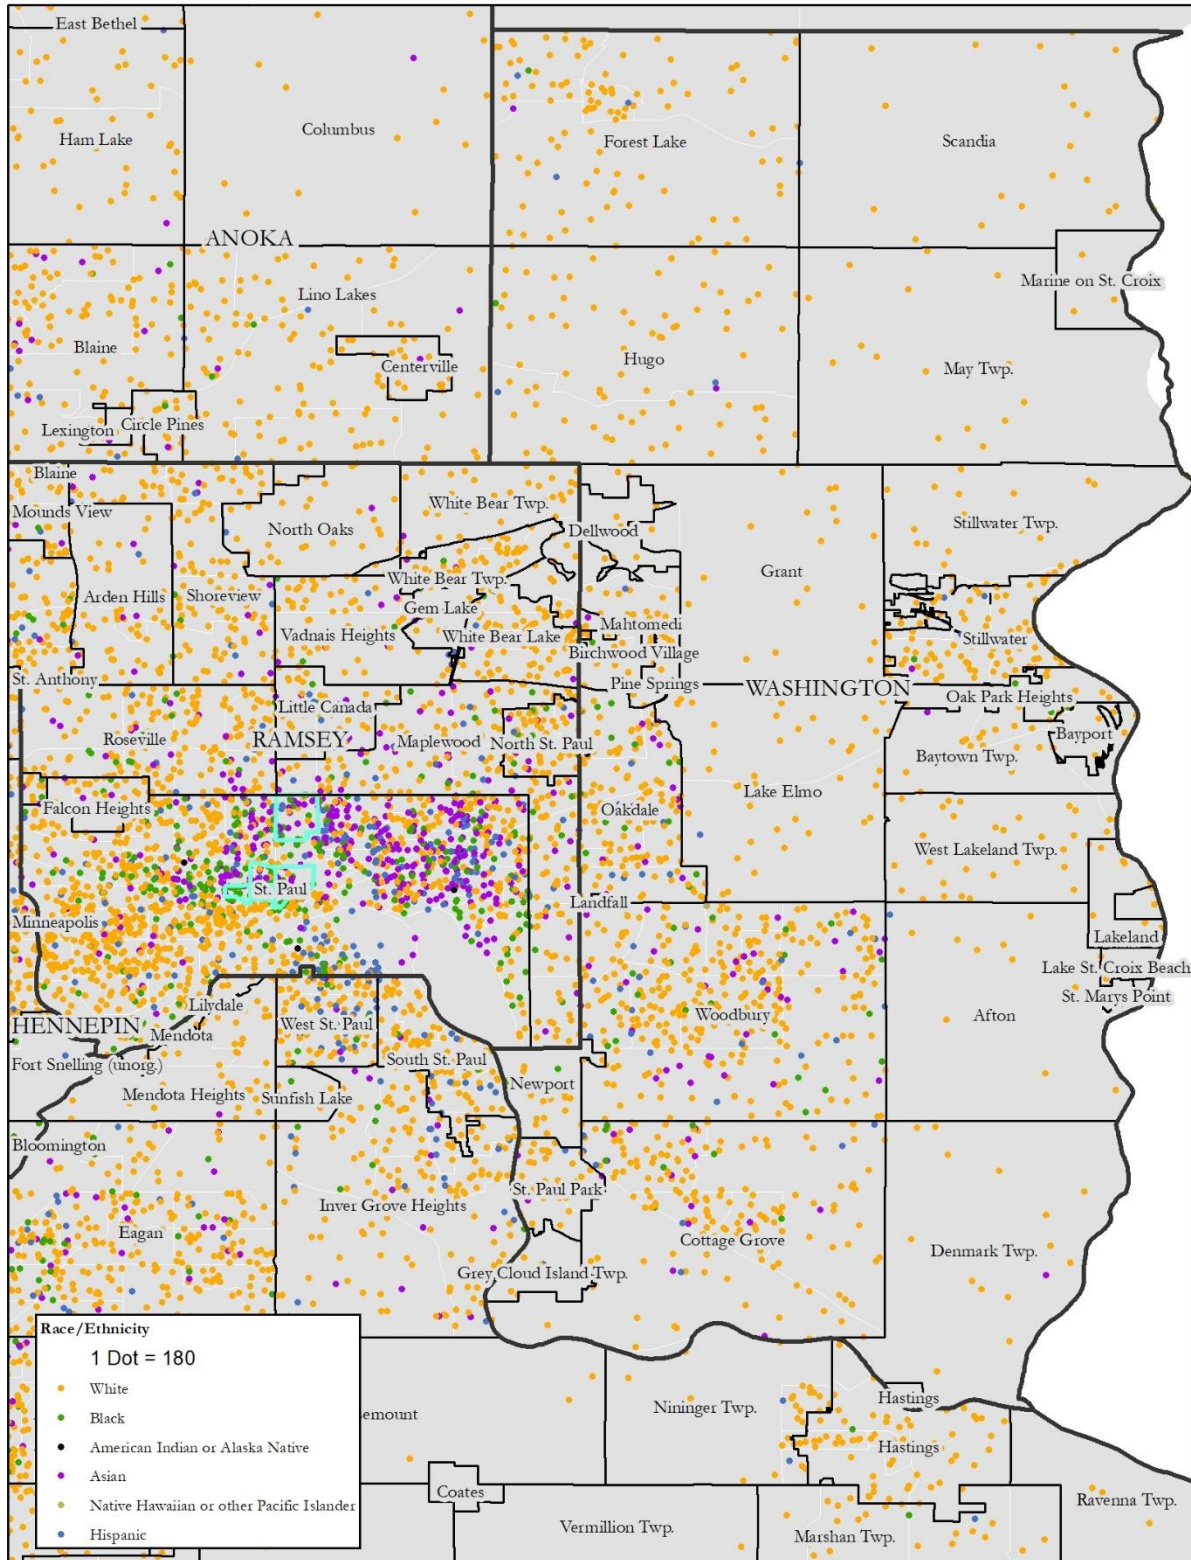 East Bethel
Ham Lake
Columbus
Forest Lake
Scandia
ANOKA
Lino Lakes
Marine on St. Croix
Blaine
Centerville
Hugo
May Twp.
Lexington
Circle Pines
Blaine
Mounds View
North Oaks
White Bear Twp.
Dellwood
Stillwater Twp.
Grant
Arden Hills
Shoreview
White Bear Twp.
Gem Lake
Mahtomedi
Vadnais Heights
White Bear Lake
Stillwater
Birchwood Village
St. Anthony
Pine Springs
WASHINGTON
Oak Park Heights
Little Canada
Roseville
RAMSEY
Maplewood
North St. Paul
Bayport
Baytown Twp.
Falcon Heights
Oakdale
Lake Elmo
West Lakeland Twp.
St. Paul
Landfall
Minneapolis
Lakeland
Lake St. Croix Beach
St. Marys Point
Lilydale
Woodbury
Afton
HENNEPIN
Mendota
West St. Paul
Fort Snelling (unorg.)
South St. Paul
Newport
Mendota Heights
Sunfish Lake
Bloomington
St. Paul Park
Inver Grove Heights
Eagan
Cottage Grove
Denmark Twp.
Grey Cloud Island Twp.
Race/Ethnicity
1 Dot = 180
White
Black
American Indian or Alaska Native
Asian
Native Hawaiian or other Pacific Islander
Hispanic
semount
Nininger Twp.
Hastings
Hastings
Coates
Ravenna Twp.
Vermillion Twp.
Marshan Twp.